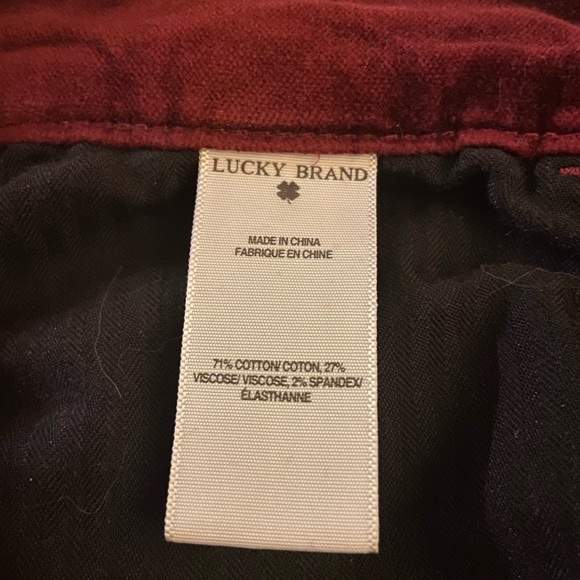 LUCKY BRAND
MADE IN CHINA
FABRIQUE EN CHINE
71% COTTON/ COTON, 27%
VISCOSE/ VISCOSE, 2% SPANDEX/
ÉLASTHANNE